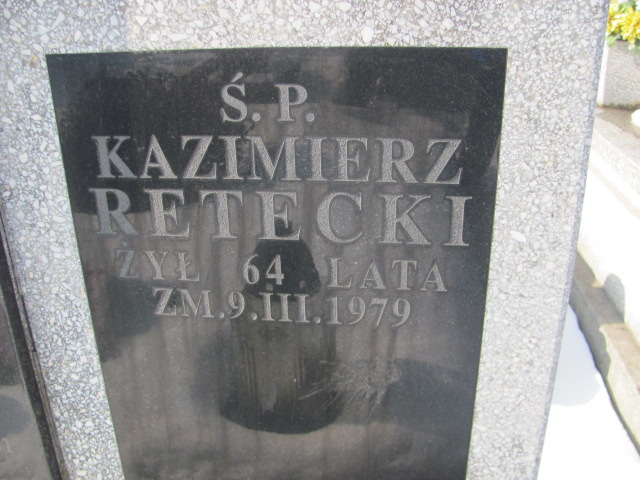 Ś. P.
KAZIMIERZ
RETECKI
ŻYŁ 64 LATA
ZM.9.III.1979